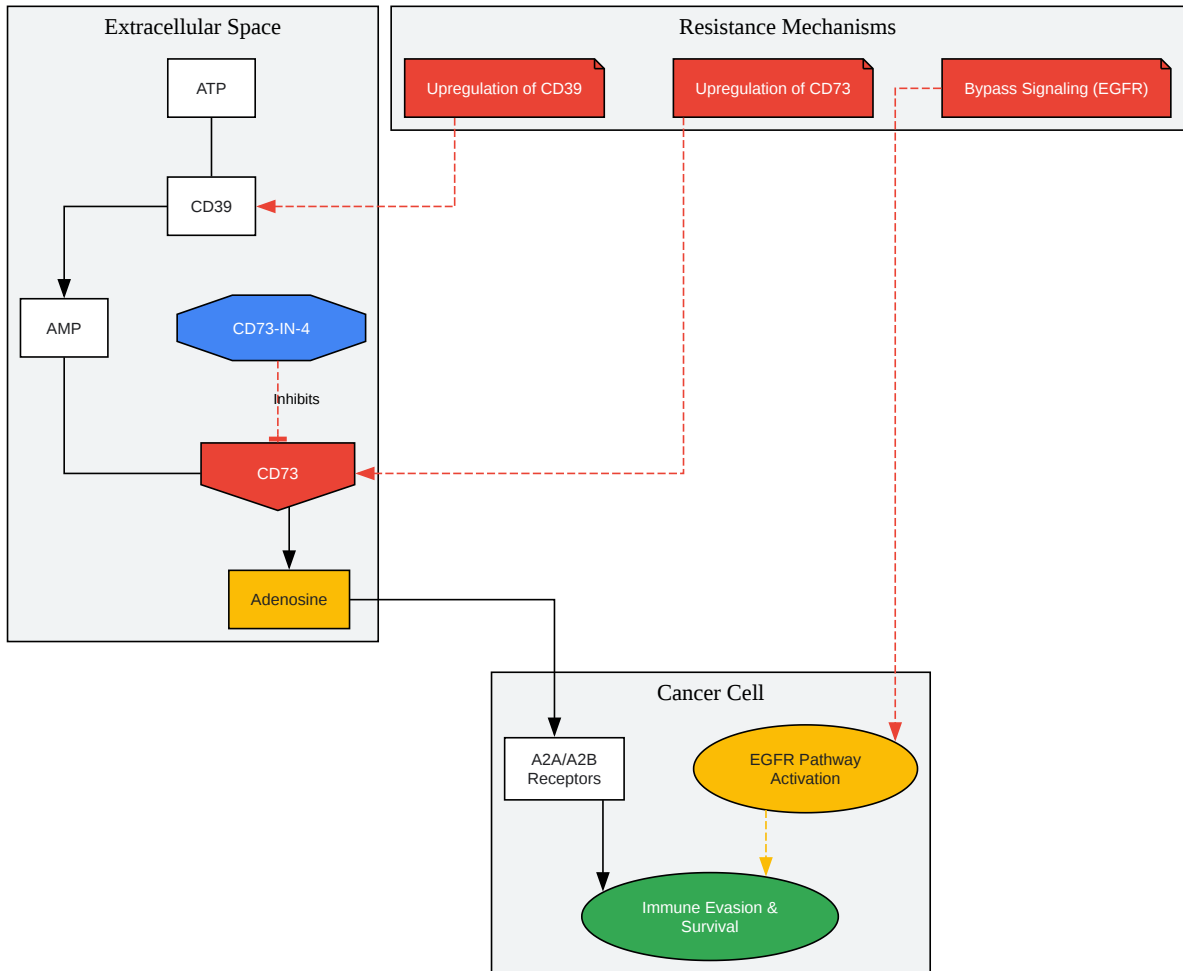 Extracellular Space
Resistance Mechanisms
ATP
Upregulation of CD39
Upregulation of CD73
Bypass Signaling (EGFR)
CD39
AMP
CD73-IN-4
Inhibits
CD73
Adenosine
Cancer Cell
A2A/A2B
Receptors
EGFR Pathway
Activation
Immune Evasion &
Survival